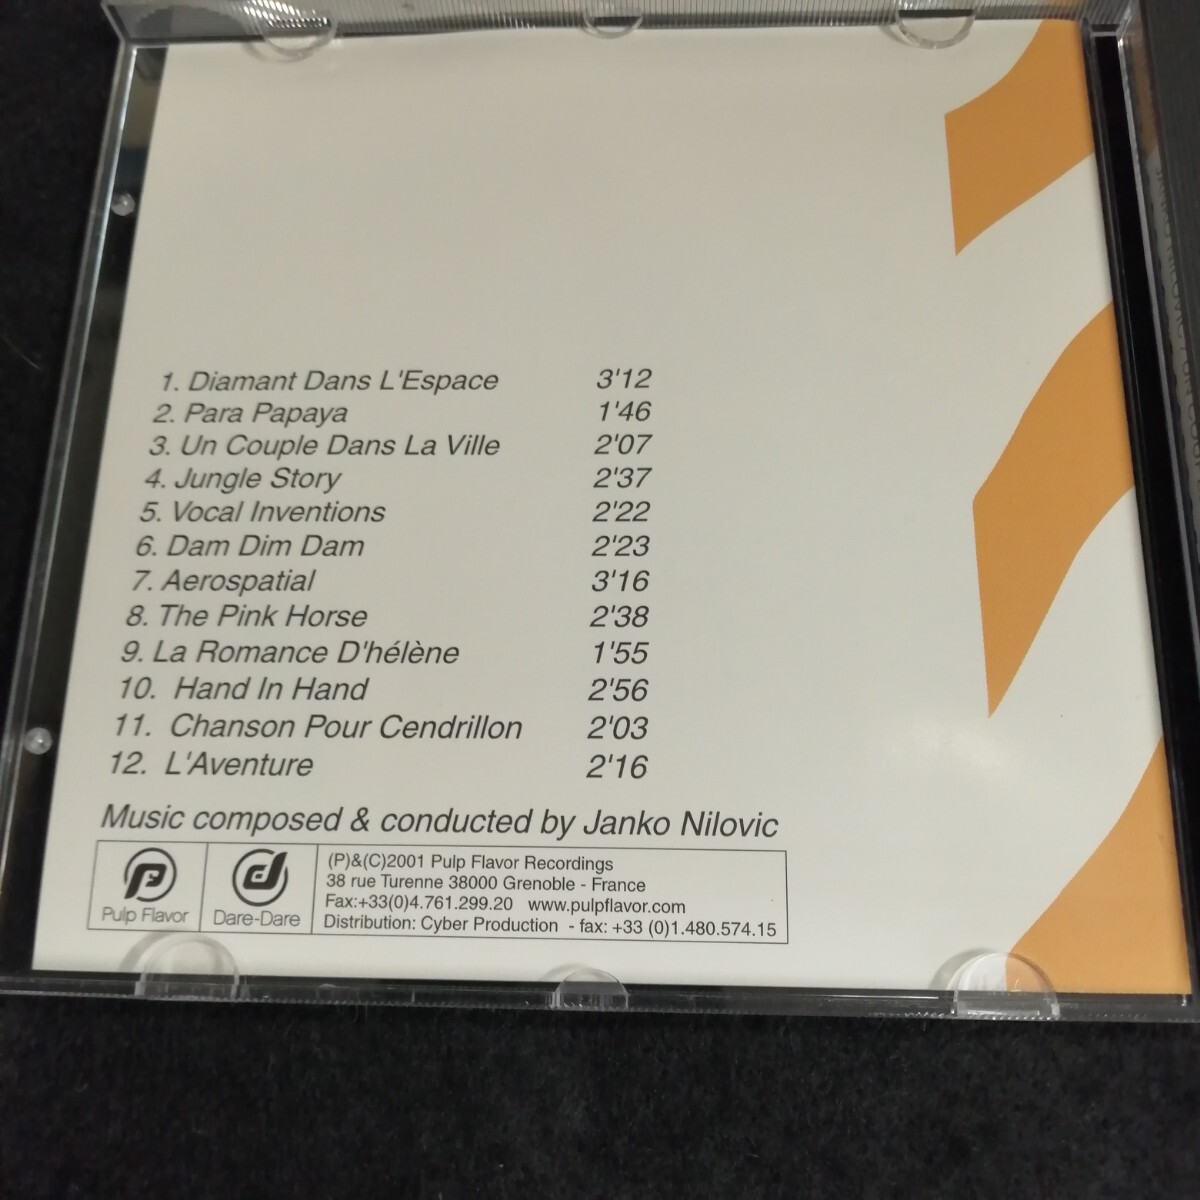 1. Diamant Dans L'Espace 3'12
2. Para Papaya 1'46
3. Un Couple Dans La Ville 2'07
4. Jungle Story 2'37
5. Vocal Inventions 2'22
6. Dam Dim Dam 2'23
7. Aerospatial 3'16
8. The Pink Horse 2'38
9. La Romance D'hélène 1'55
10. Hand In Hand 2'56
11. Chanson Pour Cendrillon 2'03
12. L'Aventure 2'16
Music composed & conducted by Janko Nilovic
Pulp Flavor
Dare-Dare
(P)&(C)2001 Pulp Flavor Recordings
38 rue Turenne 38000 Grenoble - France
Fax:+33(0)4.761.299.20 www.pulpflavor.com
Distribution: Cyber Production - fax: +33 (0)1.480.574.15